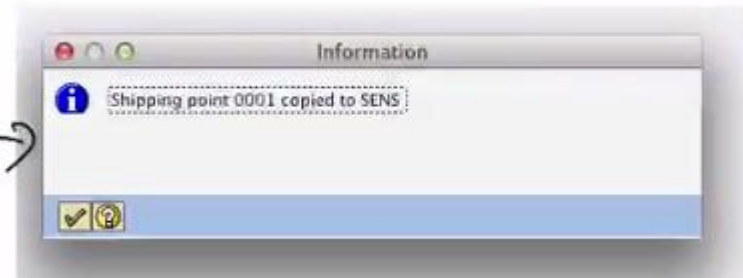 Information
Shipping point 0001 copied to SENS